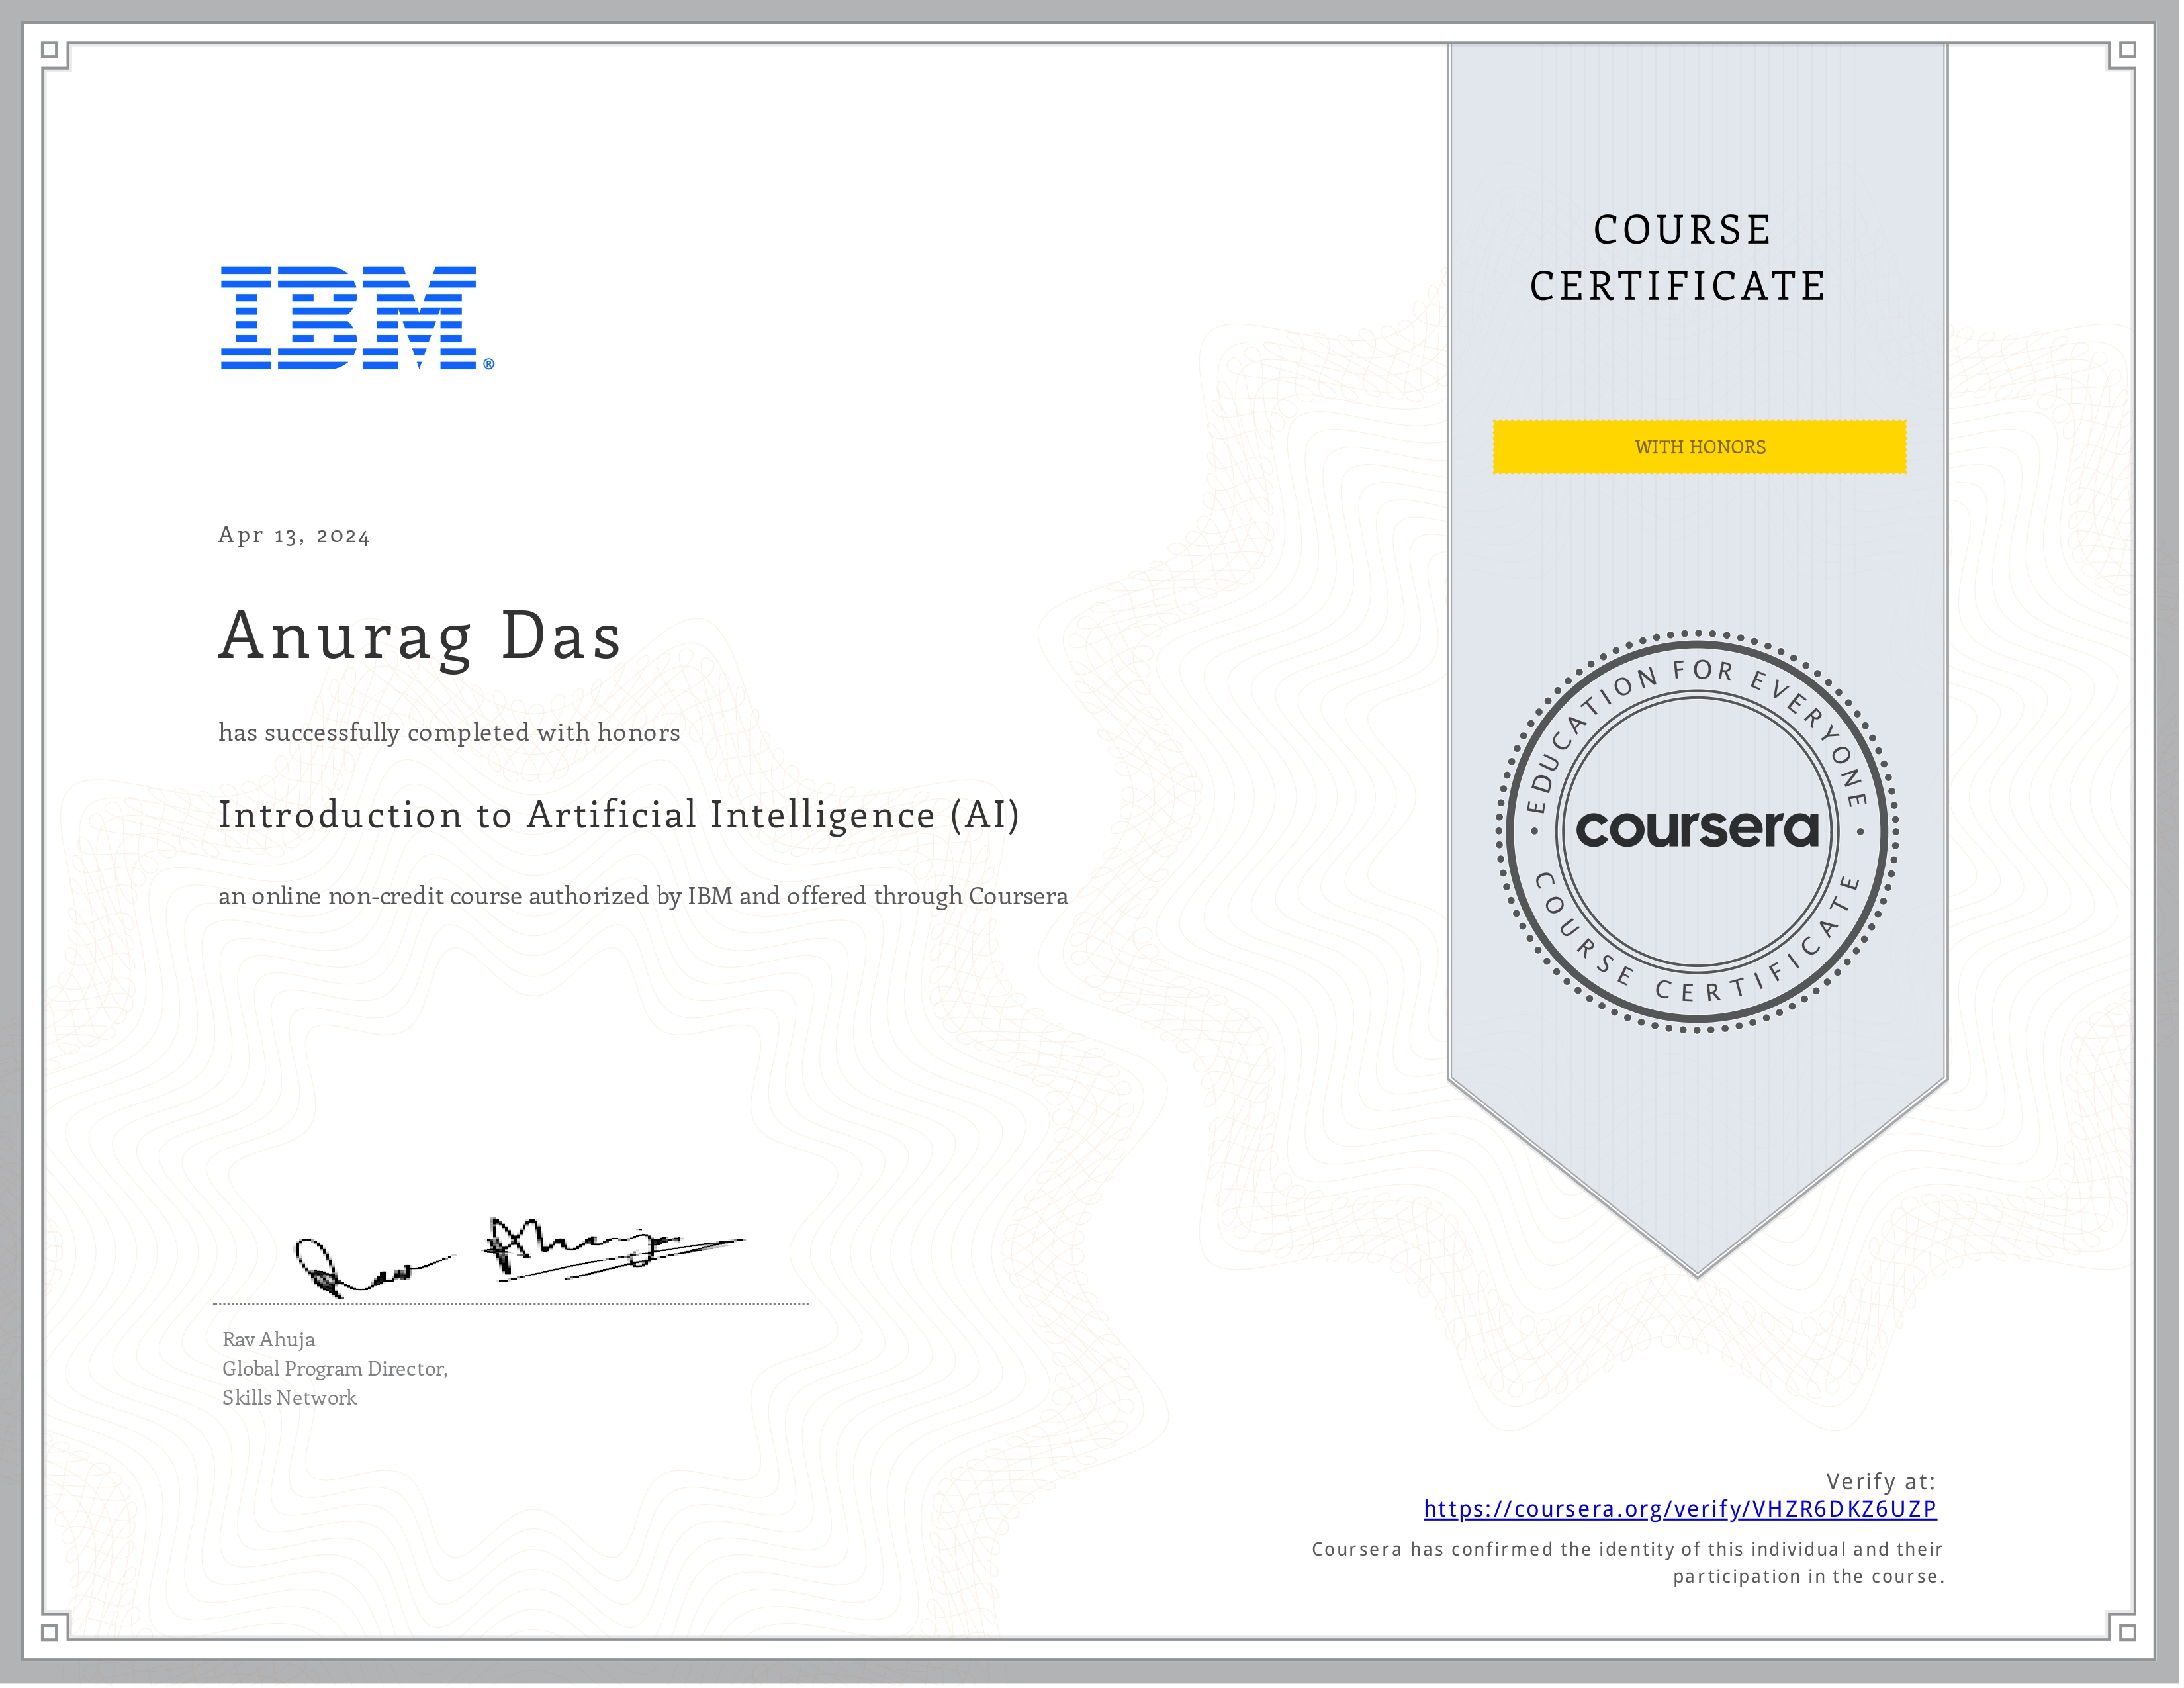 IBM®
Apr 13, 2024
Anurag Das
has successfully completed with honors
Introduction to Artificial Intelligence (AI)
an online non-credit course authorized by IBM and offered through Coursera
Rav Ahuja
Global Program Director,
Skills Network
COURSE
CERTIFICATE
WITH HONORS
EDUCATION FOR EVERYONE
coursera
COURSE CERTIFICATE
Verify at:
https://coursera.org/verify/VHZR6DKZ6UZP
Coursera has confirmed the identity of this individual and their
participation in the course.